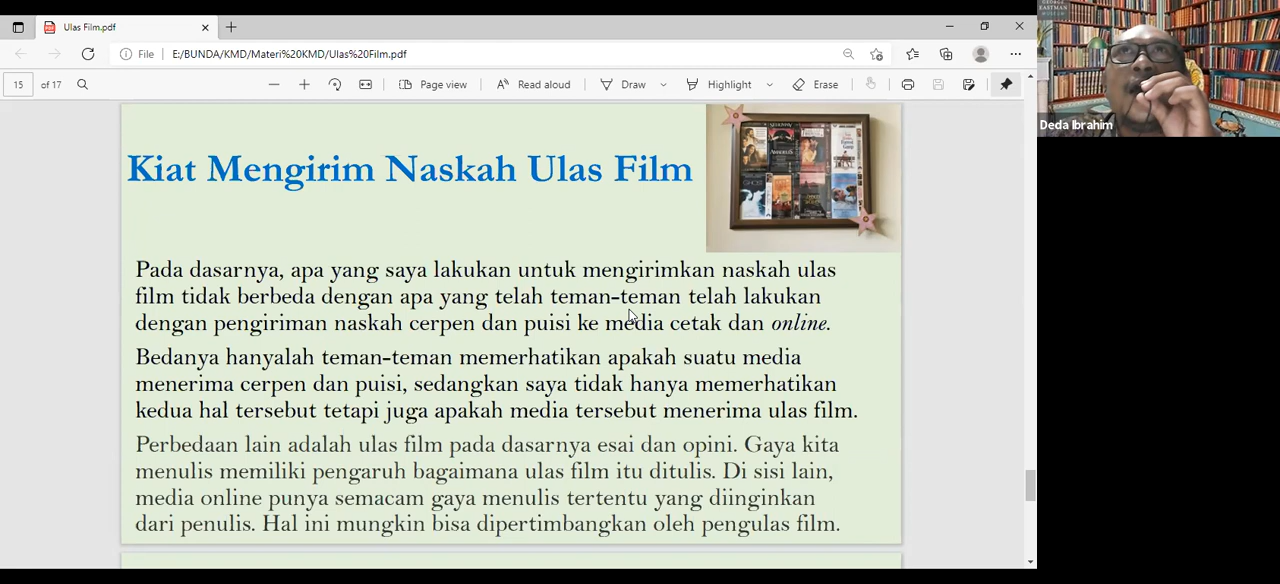 Ulas Film.pdf
File
E:/BUNDA/KMD/Materi%20KMD/Ulas%20Film.pdf
15 of 17
Page view
Read aloud
Draw
Highlight
Erase
GEORGE
EASTMAN
MUSEUM
Deda Ibrahim
Kiat Mengirim Naskah Ulas Film
Pada dasarnya, apa yang saya lakukan untuk mengirimkan naskah ulas
film tidak berbeda dengan apa yang telah teman-teman telah lakukan
dengan pengiriman naskah cerpen dan puisi ke media cetak dan online.
Bedanya hanyalah teman-teman memerhatikan apakah suatu media
menerima cerpen dan puisi, sedangkan saya tidak hanya memerhatikan
kedua hal tersebut tetapi juga apakah media tersebut menerima ulas film.
Perbedaan lain adalah ulas film pada dasarnya esai dan opini. Gaya kita
menulis memiliki pengaruh bagaimana ulas film itu ditulis. Di sisi lain,
media online punya semacam gaya menulis tertentu yang diinginkan
dari penulis. Hal ini mungkin bisa dipertimbangkan oleh pengulas film.